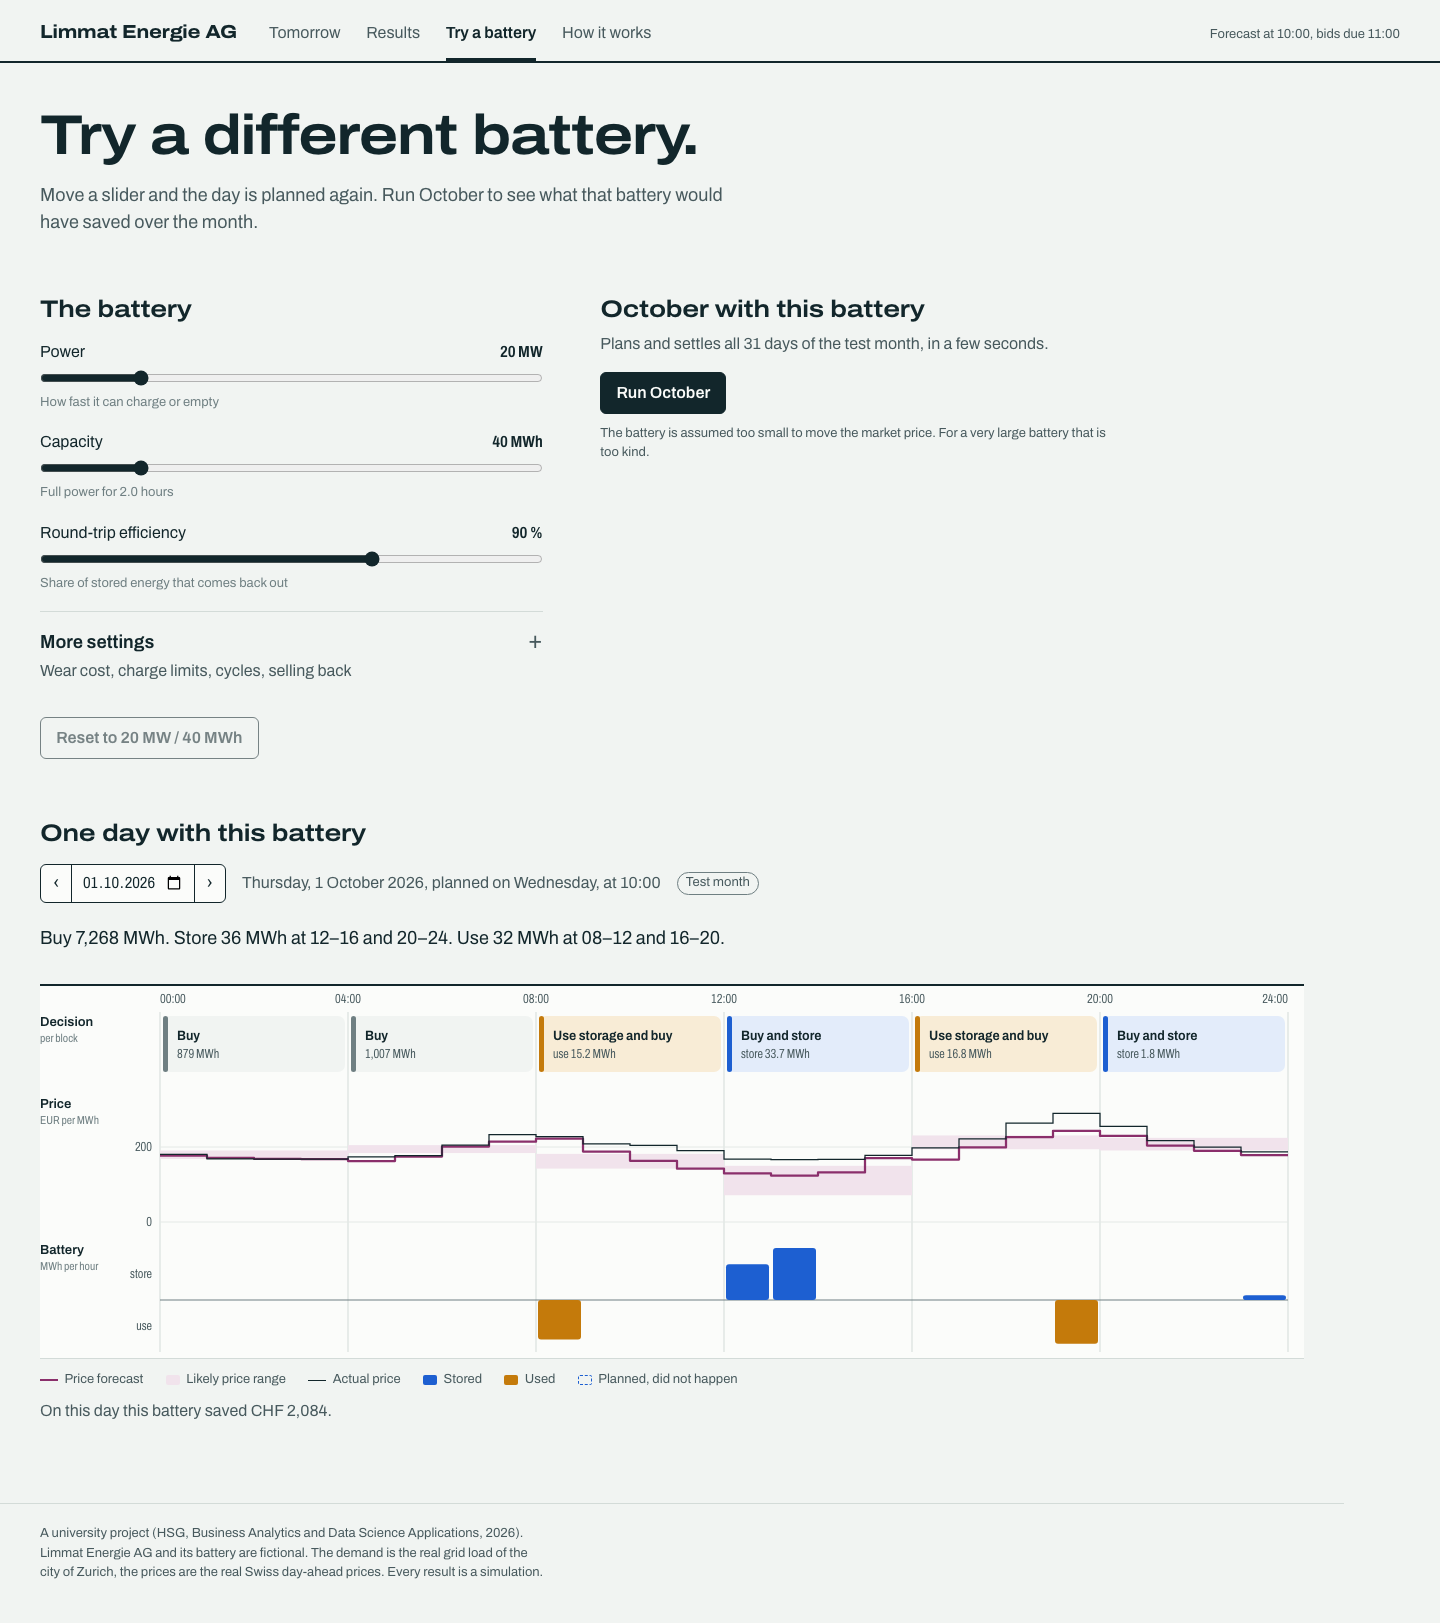 Limmat Energie AG
Tomorrow
Results
Try a battery
How it works
Forecast at 10:00, bids due 11:00
Try a different battery.
Move a slider and the day is planned again. Run October to see what that battery would
have saved over the month.
The battery
Power
20 MW
How fast it can charge or empty
Capacity
40 MWh
Full power for 2.0 hours
Round-trip efficiency
90 %
Share of stored energy that comes back out
More settings
+
Wear cost, charge limits, cycles, selling back
Reset to 20 MW / 40 MWh
October with this battery
Plans and settles all 31 days of the test month, in a few seconds.
Run October
The battery is assumed too small to move the market price. For a very large battery that is
too kind.
One day with this battery
‹
01.10.2026
›
Thursday, 1 October 2026, planned on Wednesday, at 10:00
Test month
Buy 7,268 MWh. Store 36 MWh at 12–16 and 20–24. Use 32 MWh at 08–12 and 16–20.
00:00
04:00
08:00
12:00
16:00
20:00
24:00
Decision
per block
Buy
879 MWh
Buy
1,007 MWh
Use storage and buy
use 15.2 MWh
Buy and store
store 33.7 MWh
Use storage and buy
use 16.8 MWh
Buy and store
store 1.8 MWh
Price
EUR per MWh
200
0
Battery
MWh per hour
store
use
Price forecast
Likely price range
Actual price
Stored
Used
Planned, did not happen
On this day this battery saved CHF 2,084.
A university project (HSG, Business Analytics and Data Science Applications, 2026).
Limmat Energie AG and its battery are fictional. The demand is the real grid load of the
city of Zurich, the prices are the real Swiss day-ahead prices. Every result is a simulation.